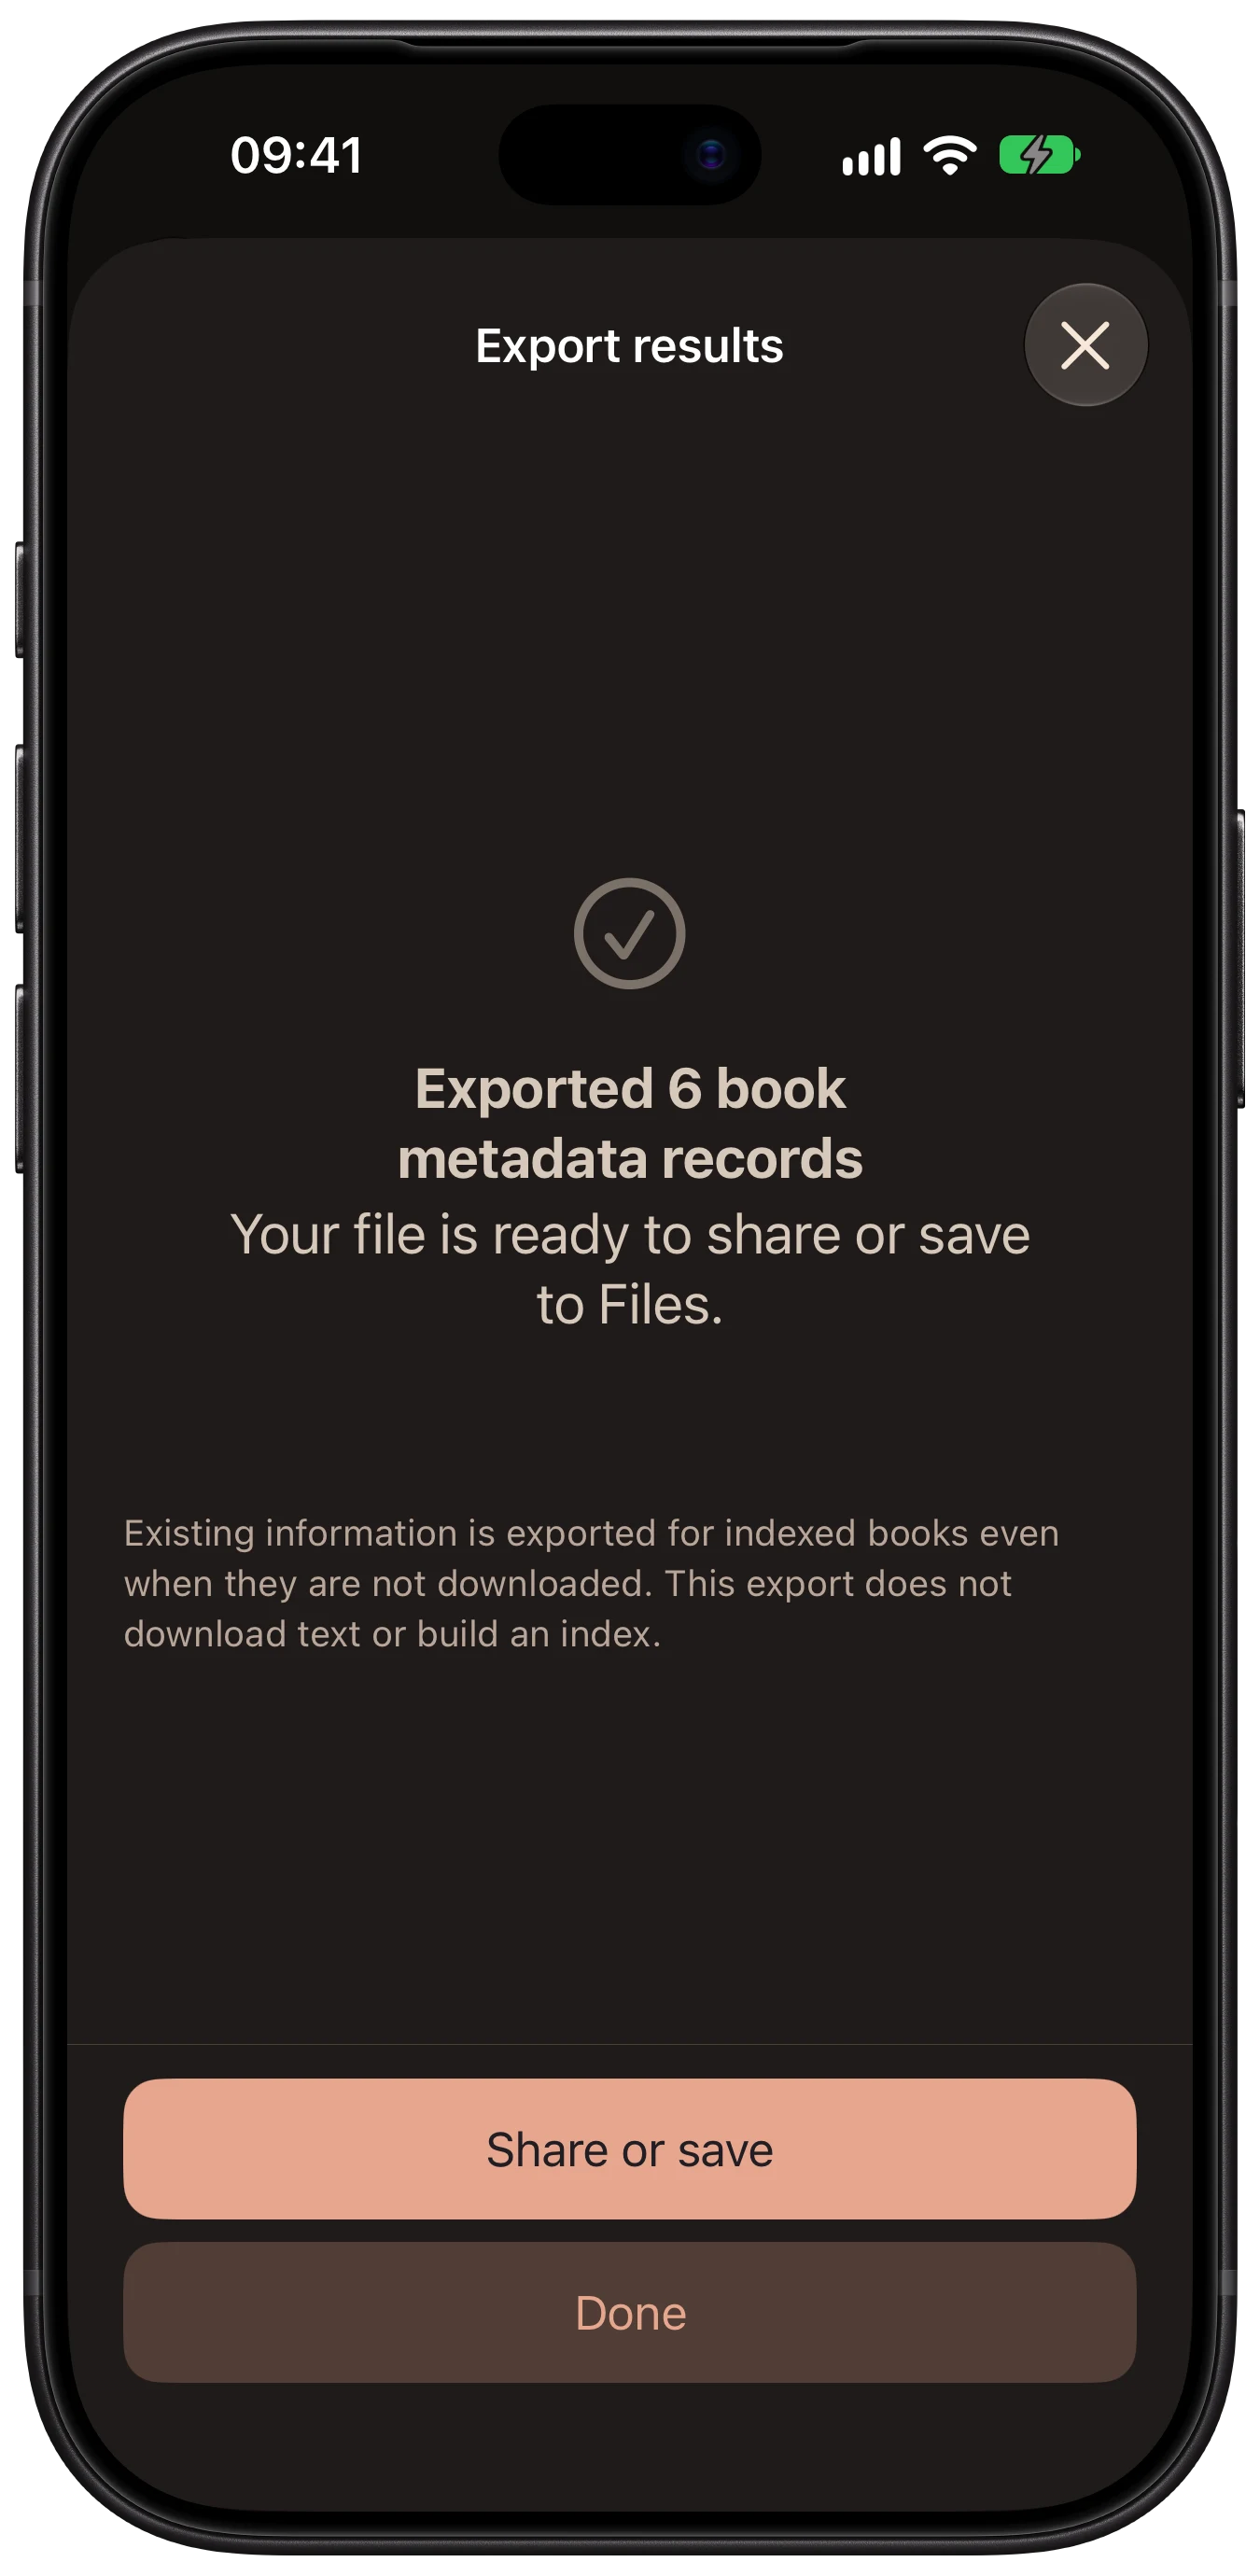 09:41
Export results
Exported 6 book
metadata records
Your file is ready to share or save
to Files.
Existing information is exported for indexed books even
when they are not downloaded. This export does not
download text or build an index.
Share or save
Done